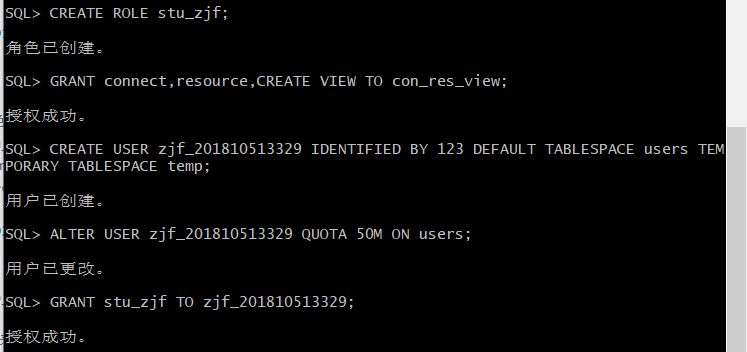 SQL> CREATE ROLE stu_zjf;
角色已创建。
SQL> GRANT connect,resource,CREATE VIEW TO con_res_view;
授权成功。
SQL> CREATE USER zjf_201810513329 IDENTIFIED BY 123 DEFAULT TABLESPACE users TEM
PORARY TABLESPACE temp;
用户已创建。
SQL> ALTER USER zjf_201810513329 QUOTA 50M ON users;
用户已更改。
SQL> GRANT stu_zjf TO zjf_201810513329;
授权成功。